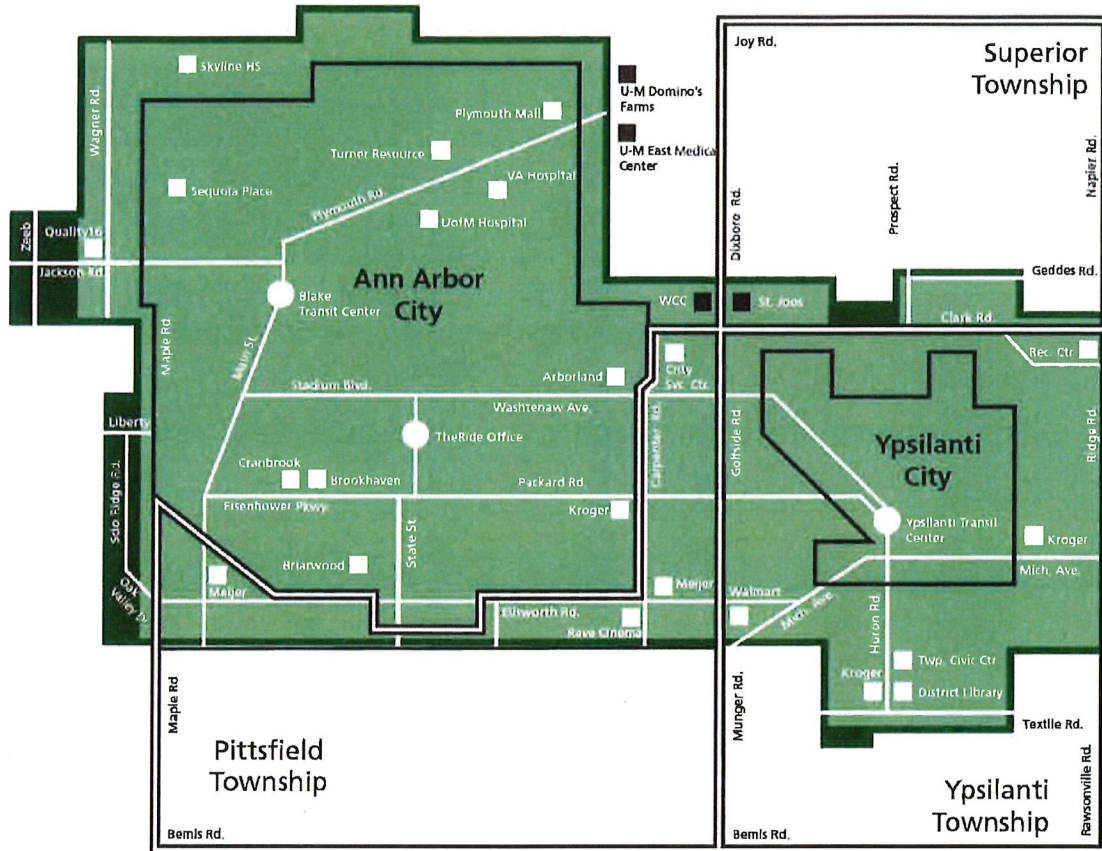 Joy Rd.
Superior
Township
Skyline HS
U-M Domino's
Farms
Wagner Rd.
Plymouth Mall
U-M East Medica
Center
Turner Resource
VA Hospital
Napier Rd.
Sequoia Place
Plymouth Rd.
UofM Hospital
Dixboro Rd.
Prospect Rd.
Zeeb
Quality16
Jackson Rd.
Ann Arbor
City
Geddes Rd.
Blake
Transit Center
WCC
St. Joes
Clark Rd.
Maple Rd.
Main St.
Rec. Ctr
Arborland
Cmty
Svc. Ctr
Stadium Blvd.
Washtenaw Ave.
Liberty
TheRide Office
Carpenter Rd.
Golfside Rd.
Ypsilanti
City
Ridge Rd.
Scio Ridge Rd.
Cranbrook
Brookhaven
Packard Rd.
Eisenhower Pkwy.
Kroger
State St.
Ypsilanti Transit
Center
Kroger
Briarwood
Mich. Ave.
Oak
Valley Dr.
Meijer
Meijer
Walmart
Ellsworth Rd.
Mich. Ave.
Rave Cinema
Huron Rd.
Twp. Civic Ctr
Kroger
District Library
Maple Rd
Munger Rd.
Textile Rd.
Pittsfield
Township
Rawsonville Rd.
Ypsilanti
Township
Bemis Rd.
Bemis Rd.